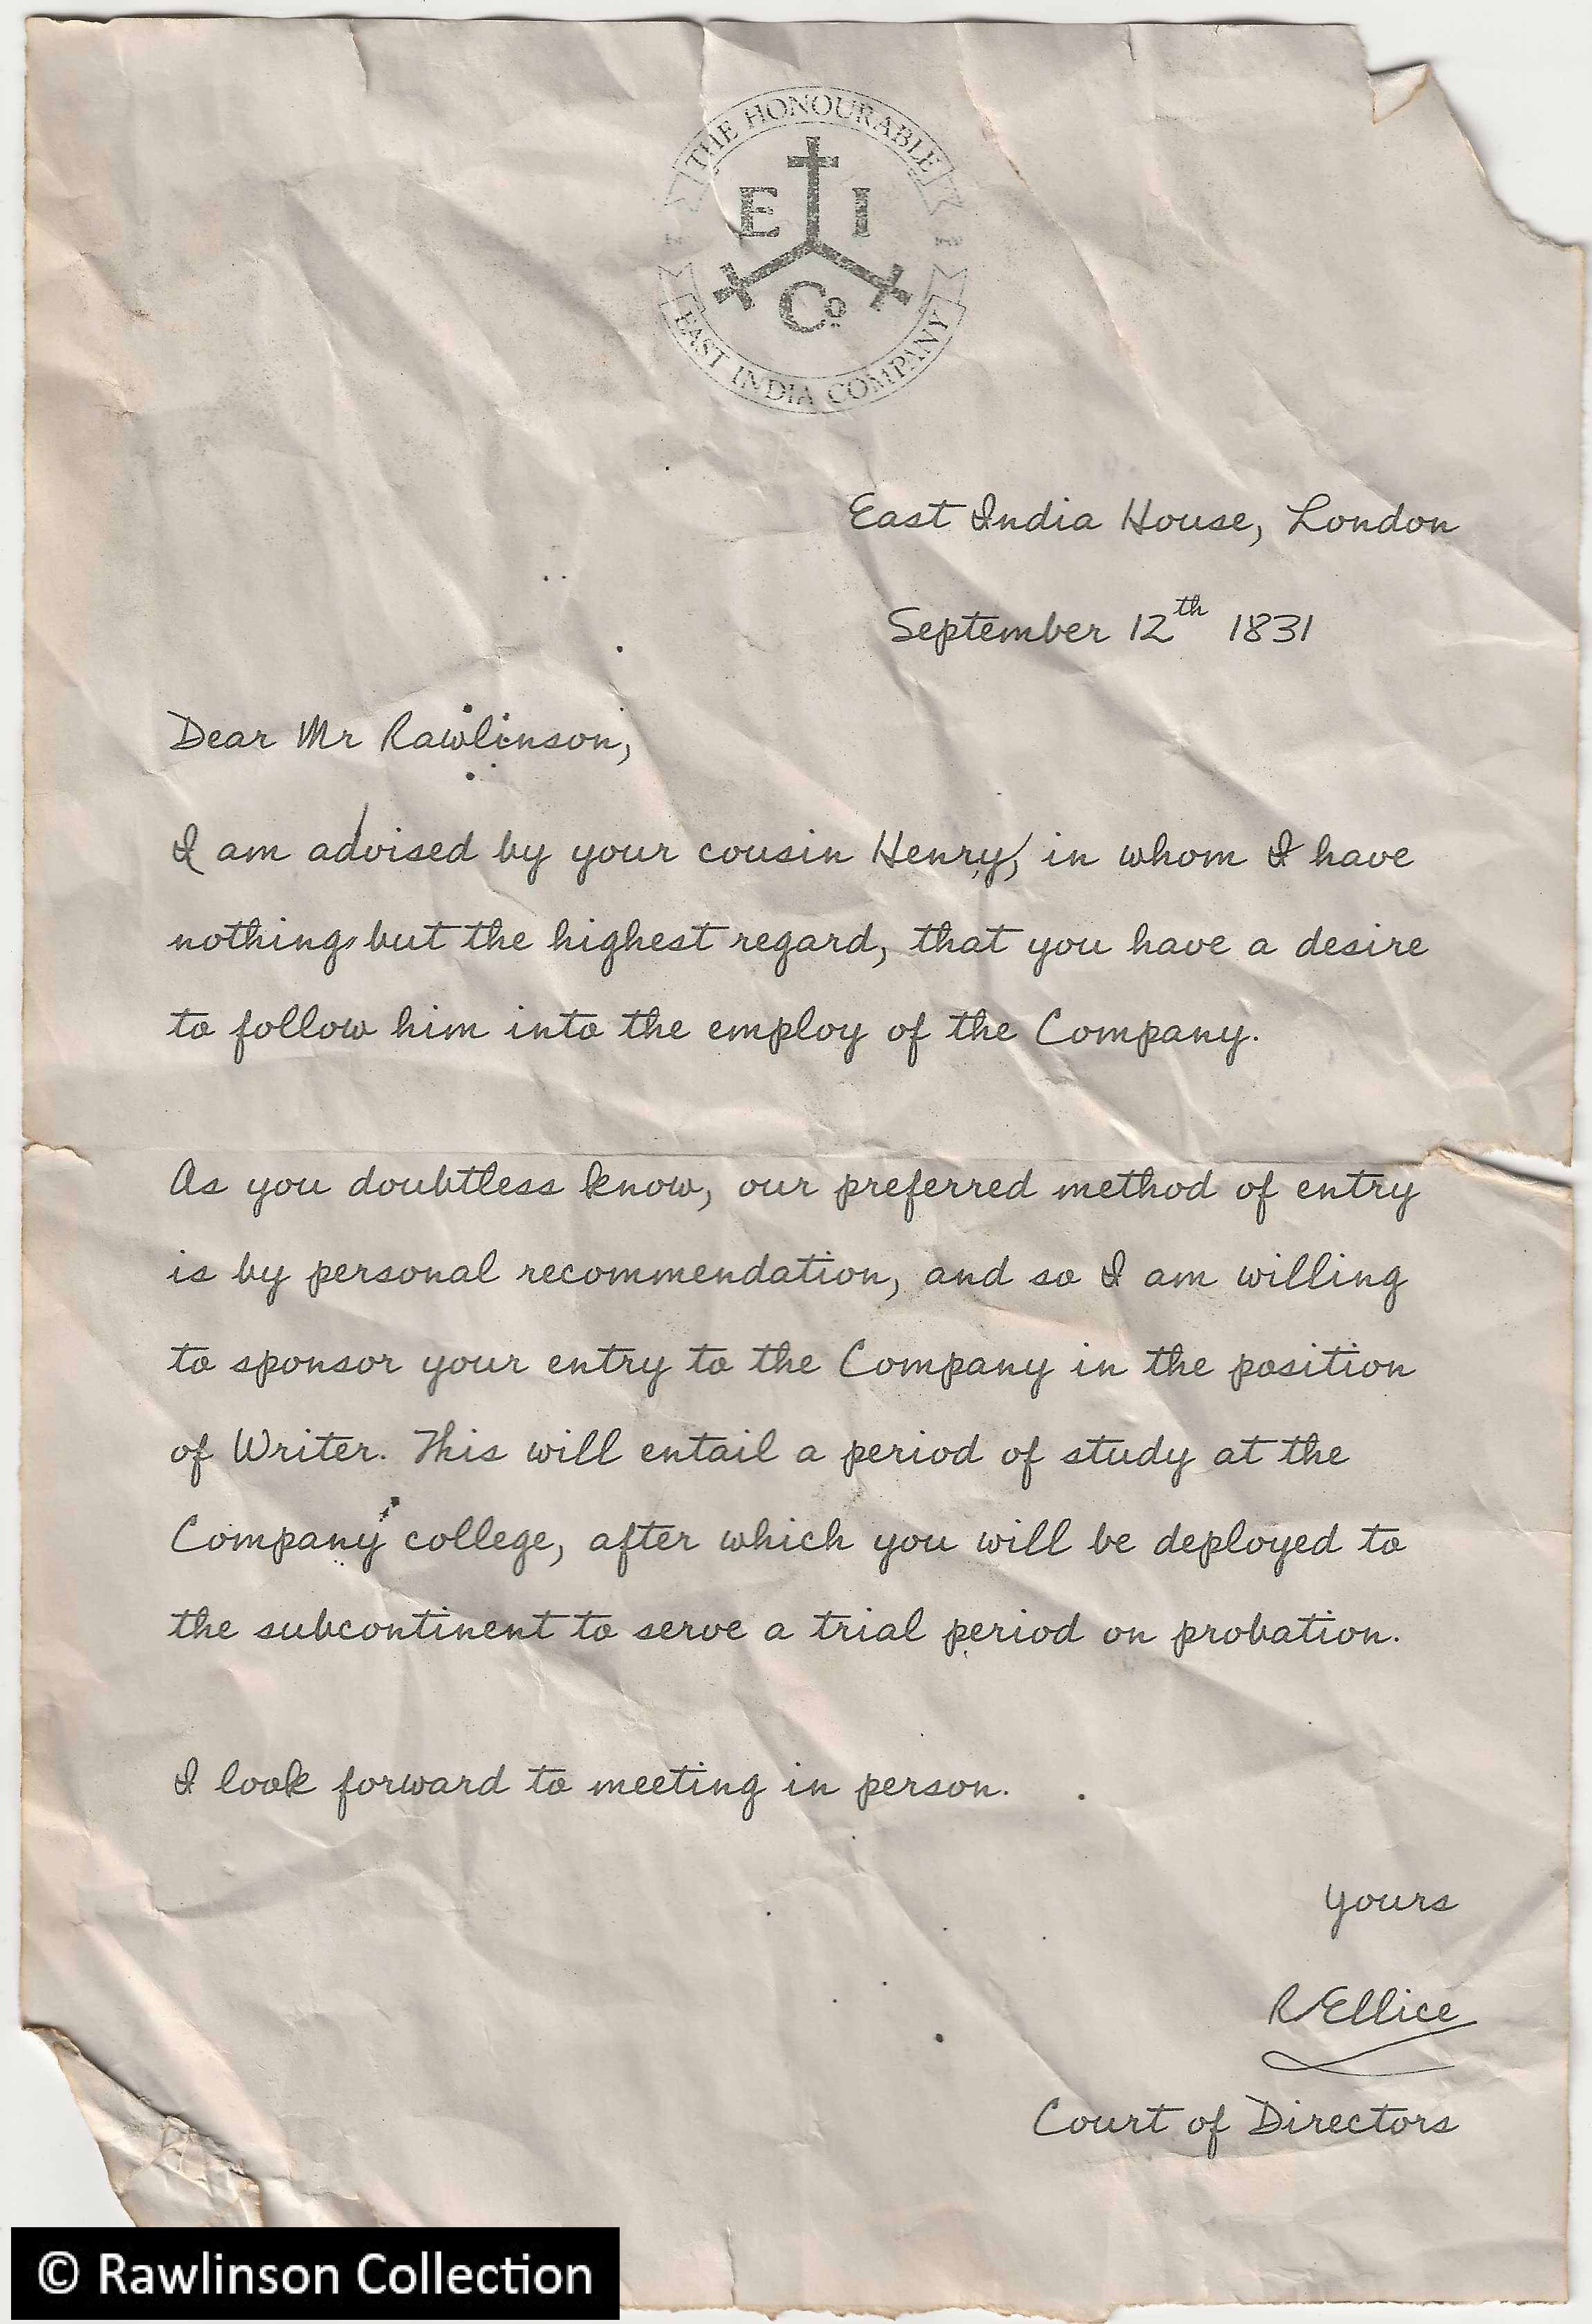 THE HONOURABLE
E I
Co
EAST INDIA COMPANY
East India House, London
September 12th 1831
Dear Mr Rawlinson,
I am advised by your cousin Henry, in whom I have
nothing but the highest regard, that you have a desire
to follow him into the employ of the Company.
As you doubtless know, our preferred method of entry
is by personal recommendation, and so I am willing
to sponsor your entry to the Company in the position
of Writer. This will entail a period of study at the
Company college, after which you will be deployed to
the subcontinent to serve a trial period on probation.
I look forward to meeting in person.
Yours
R Ellice
Court of Directors
© Rawlinson Collection